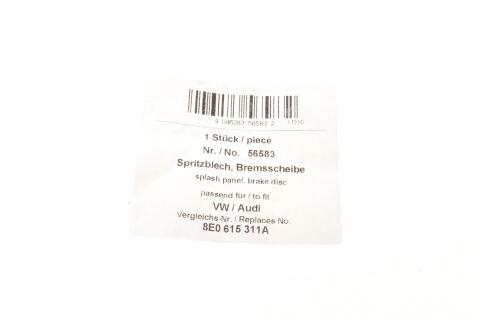 4 046283 56583 2
1 Stück / piece
Nr. / No. 56583
Spritzblech, Bremsscheibe
splash panel, brake disc
passend für / to fit
VW / Audi
Vergleichs-Nr. / Replaces No.
8E0 615 311A